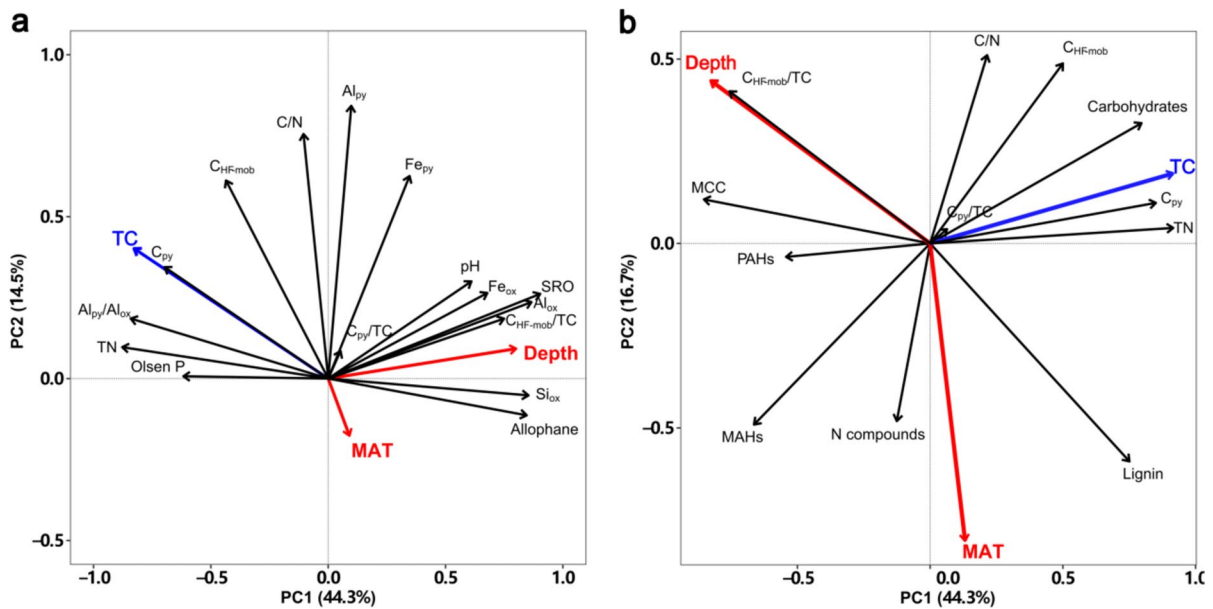 a
1.0
0.5
0.0
−0.5
PC2 (14.5%)
−1.0
−0.5
0.0
0.5
1.0
PC1 (44.3%)
Alpy
C/N
Fepy
CHF-mob
TC
Cpy
pH
Feox
SRO
Alox
Alpy/Alox
CHF-mob/TC
Cpy/TC
TN
Depth
Olsen P
Siox
Allophane
MAT
b
0.5
0.0
−0.5
PC2 (16.7%)
−0.5
0.0
0.5
1.0
PC1 (44.3%)
C/N
CHF-mob
Depth
CHF-mob/TC
Carbohydrates
TC
MCC
Cpy
Cpy/TC
TN
PAHs
MAHs
N compounds
Lignin
MAT